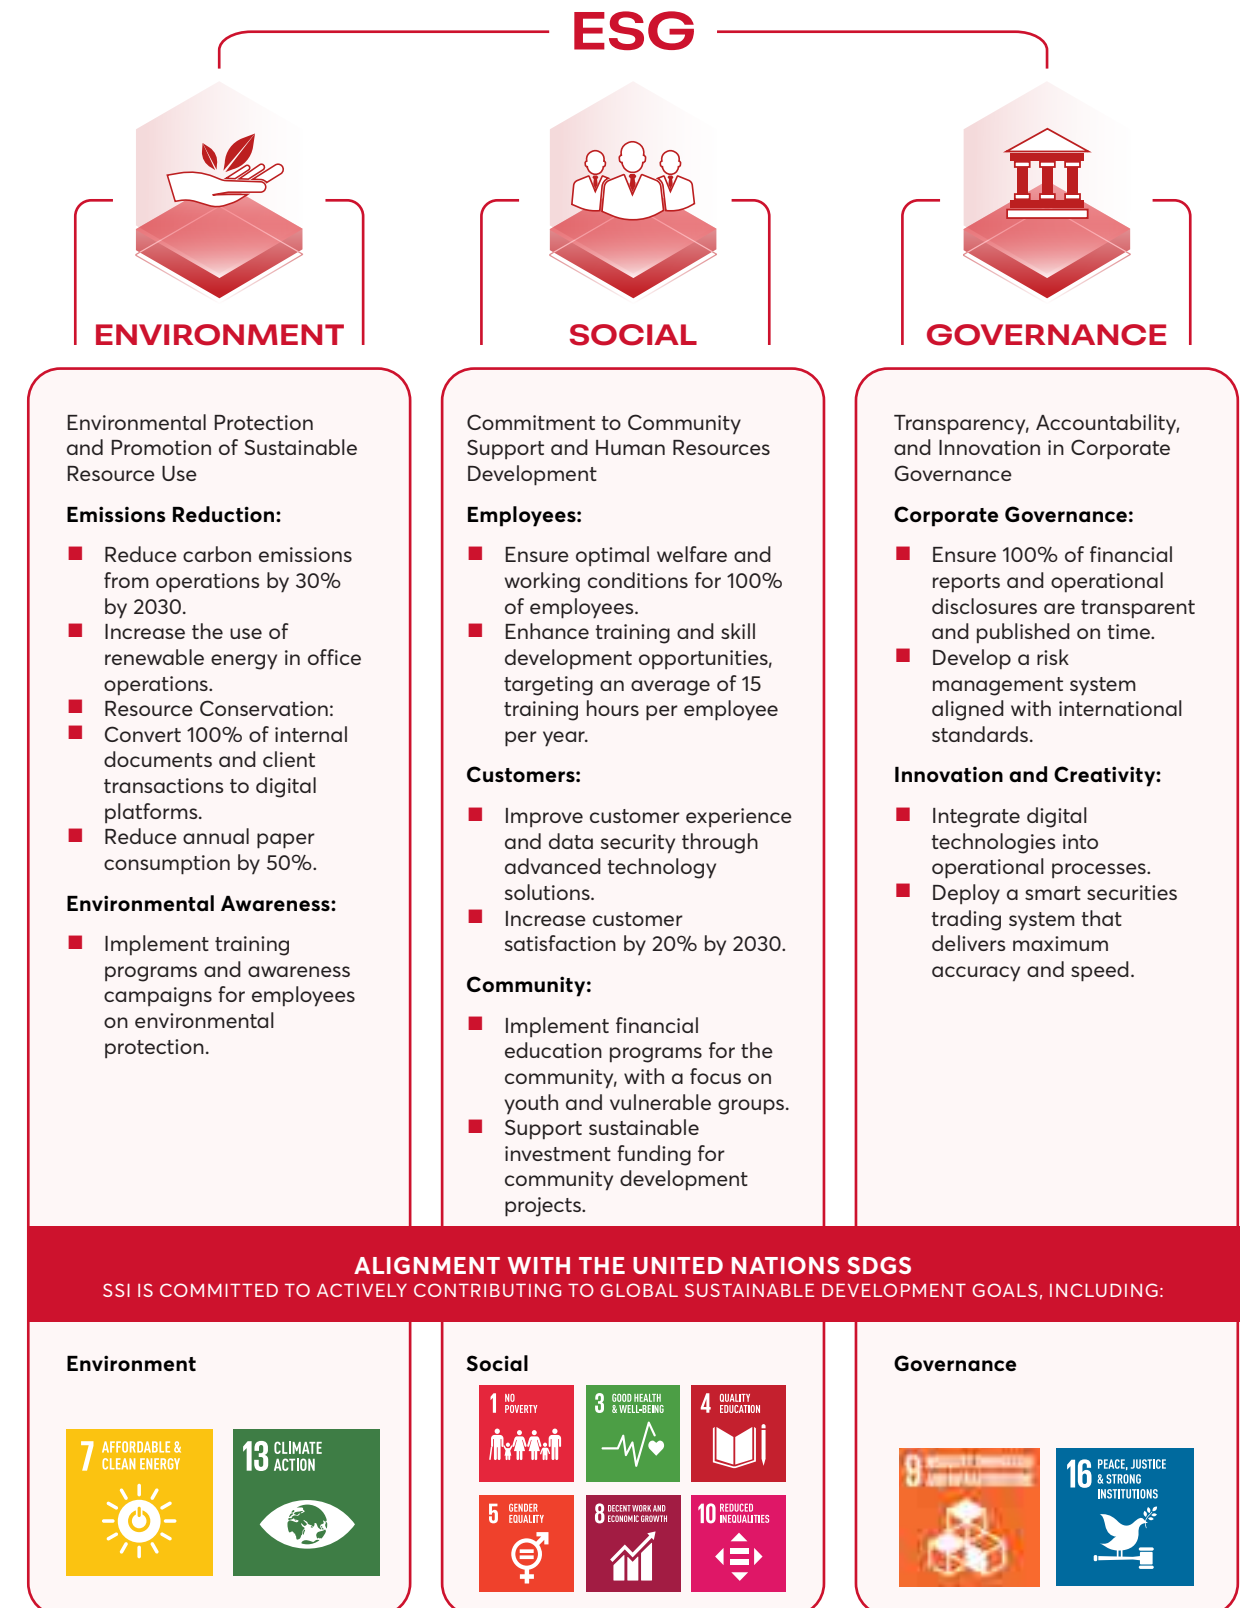 ESG
ENVIRONMENT
Environmental Protection
and Promotion of Sustainable
Resource Use
Emissions Reduction:
Reduce carbon emissions
from operations by 30%
by 2030.
Increase the use of
renewable energy in office
operations.
Resource Conservation:
Convert 100% of internal
documents and client
transactions to digital
platforms.
Reduce annual paper
consumption by 50%.
Environmental Awareness:
Implement training
programs and awareness
campaigns for employees
on environmental
protection.
SOCIAL
Commitment to Community
Support and Human Resources
Development
Employees:
Ensure optimal welfare and
working conditions for 100%
of employees.
Enhance training and skill
development opportunities,
targeting an average of 15
training hours per employee
per year.
Customers:
Improve customer experience
and data security through
advanced technology
solutions.
Increase customer
satisfaction by 20% by 2030.
Community:
Implement financial
education programs for the
community, with a focus on
youth and vulnerable groups.
Support sustainable
investment funding for
community development
projects.
GOVERNANCE
Transparency, Accountability,
and Innovation in Corporate
Governance
Corporate Governance:
Ensure 100% of financial
reports and operational
disclosures are transparent
and published on time.
Develop a risk
management system
aligned with international
standards.
Innovation and Creativity:
Integrate digital
technologies into
operational processes.
Deploy a smart securities
trading system that
delivers maximum
accuracy and speed.
ALIGNMENT WITH THE UNITED NATIONS SDGS
SSI IS COMMITTED TO ACTIVELY CONTRIBUTING TO GLOBAL SUSTAINABLE DEVELOPMENT GOALS, INCLUDING:
Environment
7 AFFORDABLE &
CLEAN ENERGY
13 CLIMATE
ACTION
Social
1 NO
POVERTY
3 GOOD HEALTH
& WELL-BEING
4 QUALITY
EDUCATION
5 GENDER
EQUALITY
8 DECENT WORK AND
ECONOMIC GROWTH
10 REDUCED
INEQUALITIES
Governance
9
16 PEACE, JUSTICE
& STRONG
INSTITUTIONS